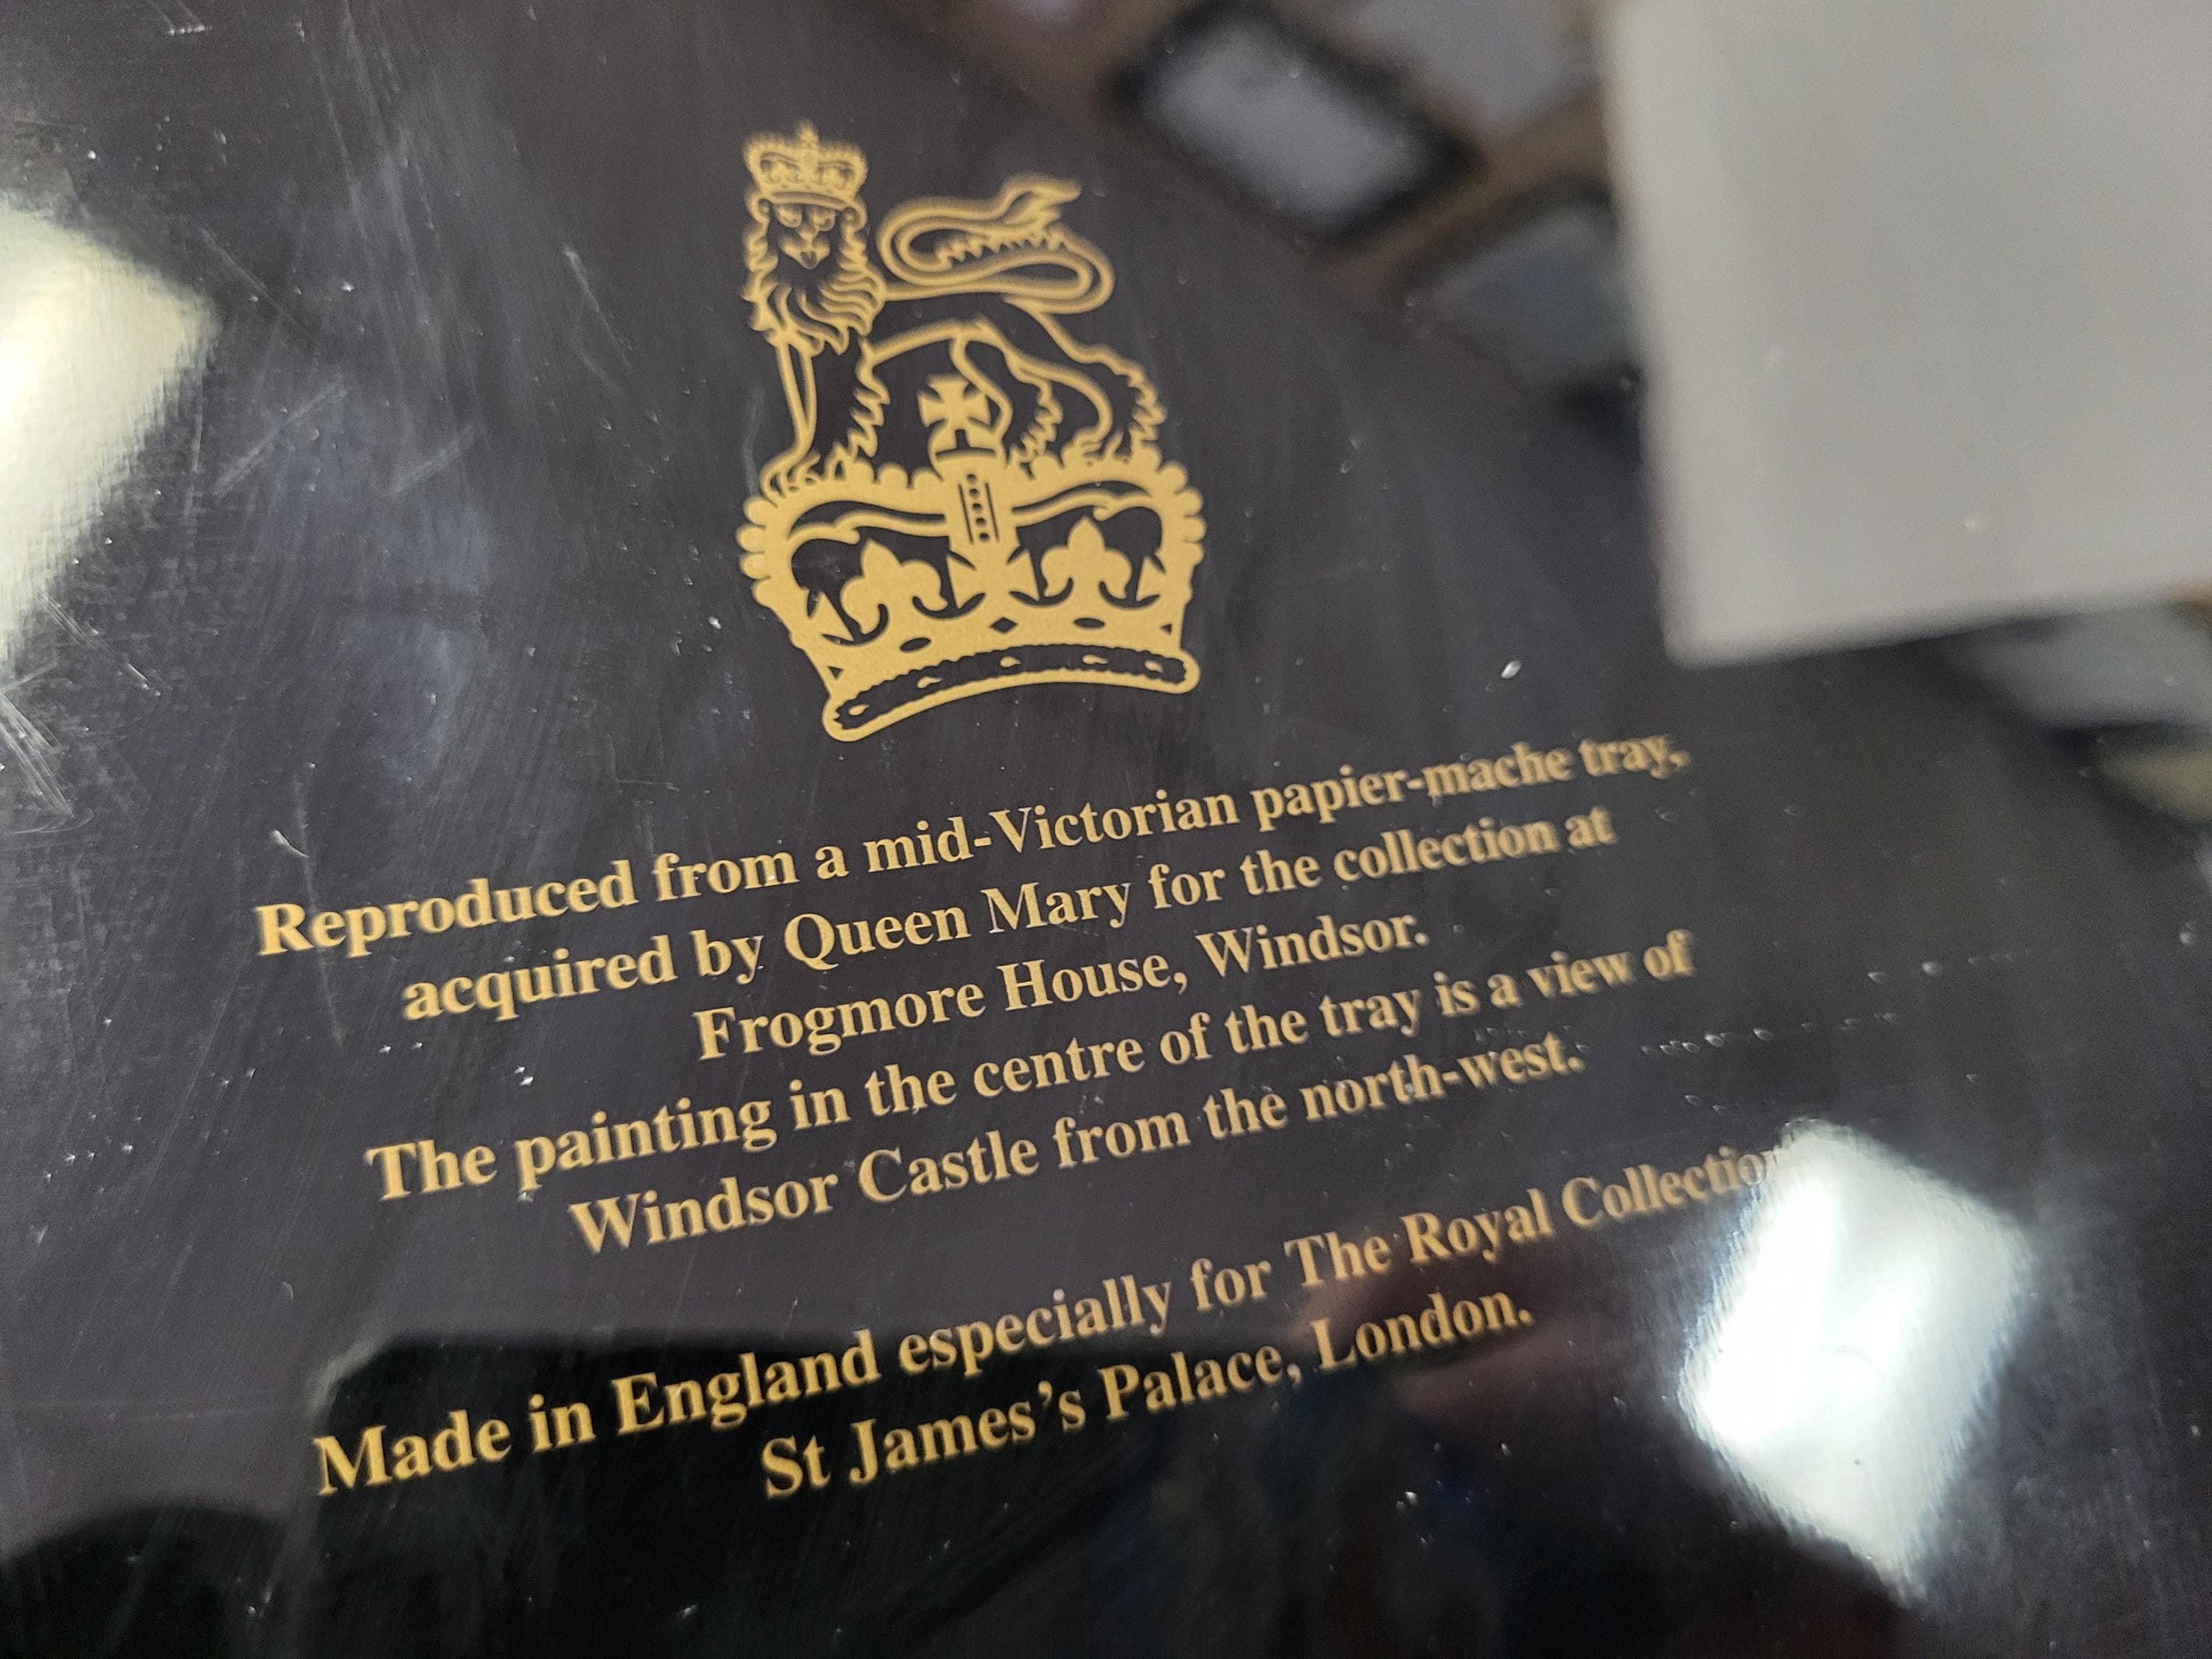 Reproduced from a mid-Victorian papier-mache tray,
acquired by Queen Mary for the collection at
Frogmore House, Windsor.
The painting in the centre of the tray is a view of
Windsor Castle from the north-west.
Made in England especially for The Royal Collection
St James's Palace, London.